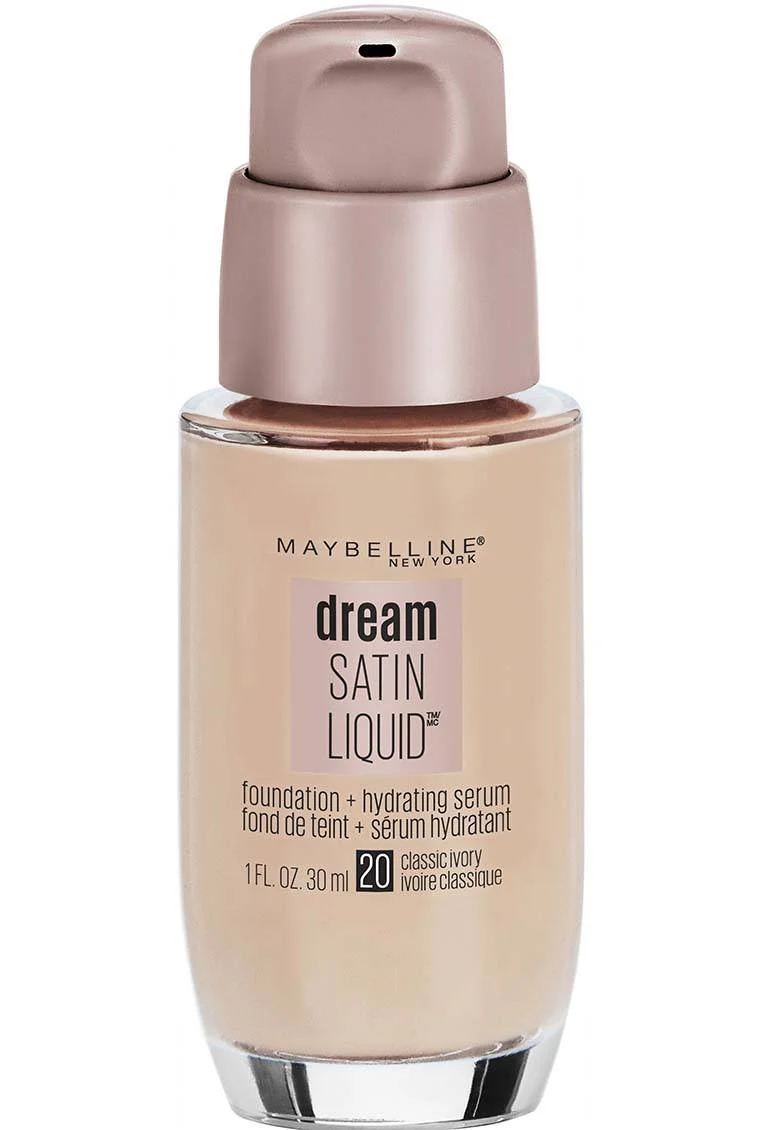 MAYBELLINE®
NEW YORK
dream
SATIN
LIQUID™/MC
foundation + hydrating serum
fond de teint + sérum hydratant
1 FL. OZ. 30 ml 20 classic ivory
ivoire classique